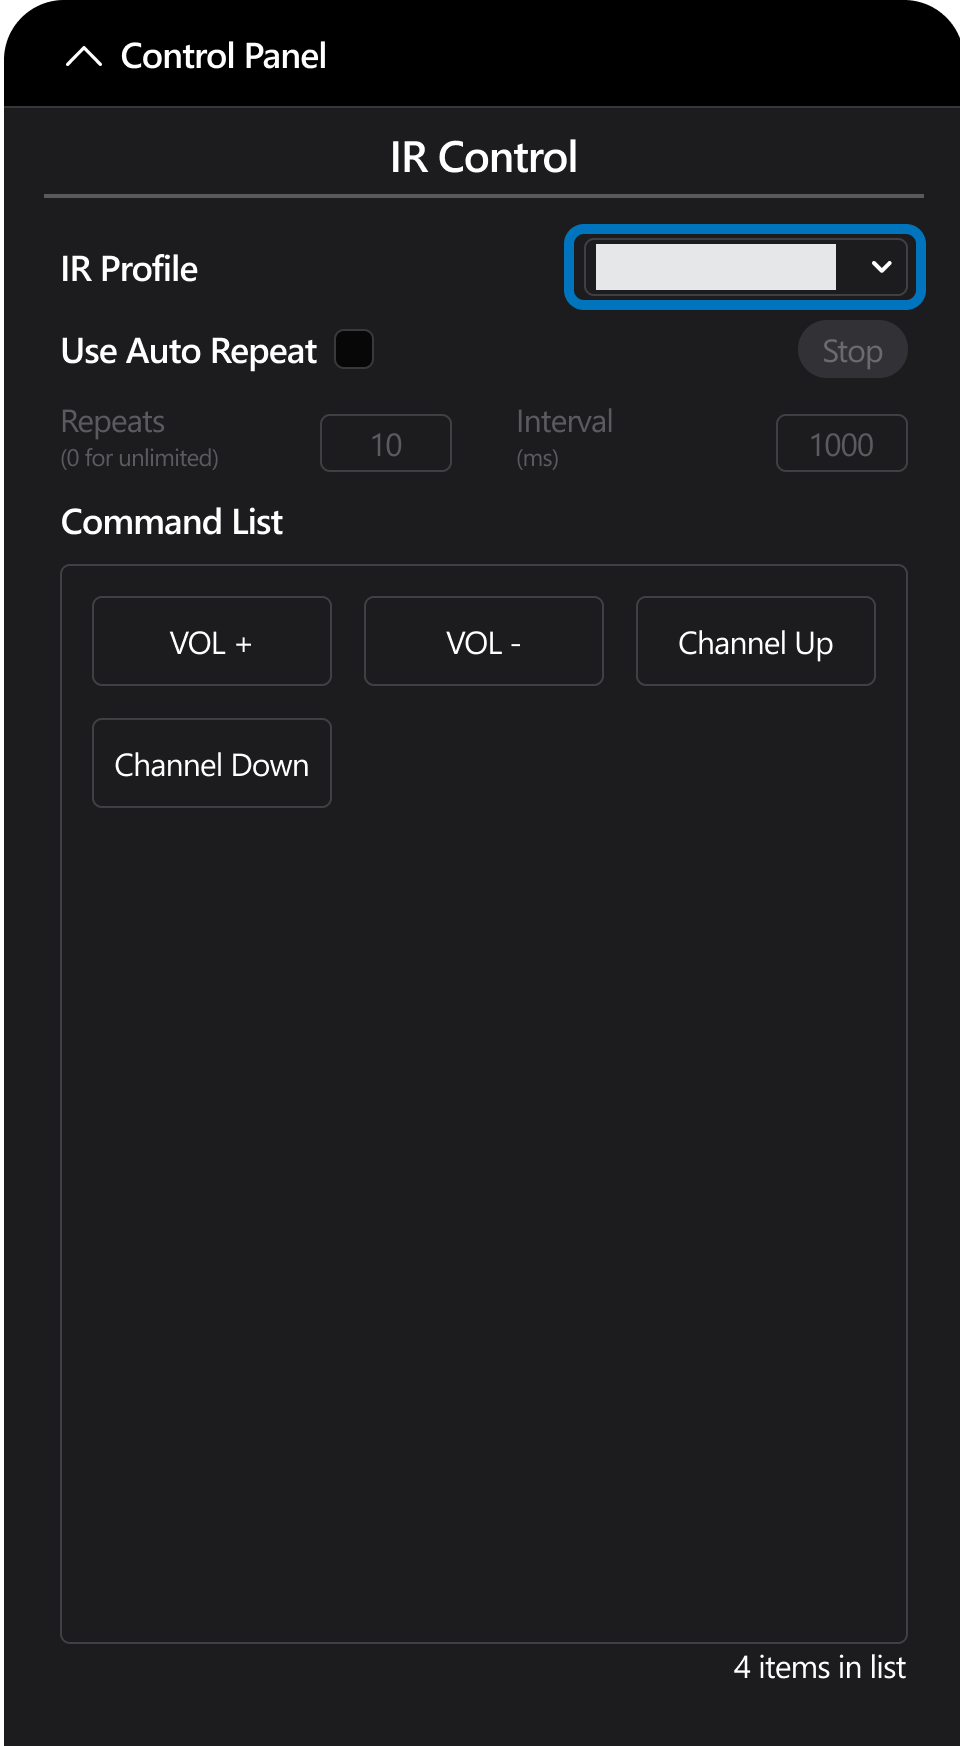 Control Panel
IR Control
IR Profile
Use Auto Repeat
Stop
Repeats
(0 for unlimited)
10
Interval
(ms)
1000
Command List
VOL +
VOL -
Channel Up
Channel Down
4 items in list